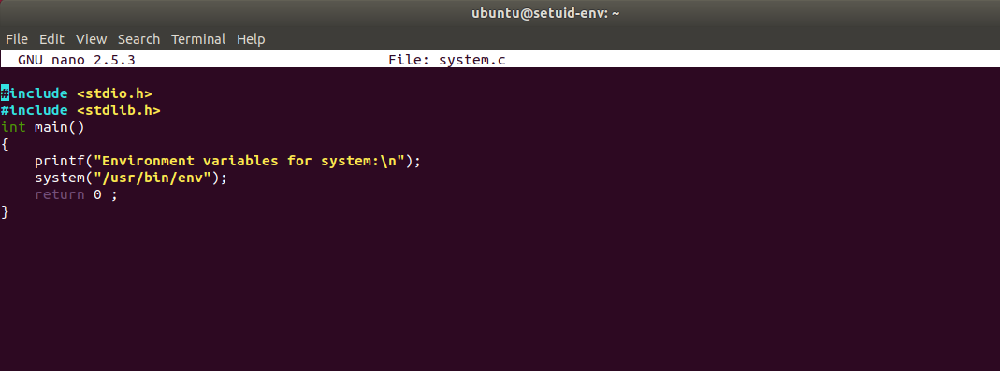 ubuntu@setuid-env: ~
File Edit View Search Terminal Help
GNU nano 2.5.3 File: system.c
#include <stdio.h>
#include <stdlib.h>
int main()
{
    printf("Environment variables for system:\n");
    system("/usr/bin/env");
    return 0 ;
}